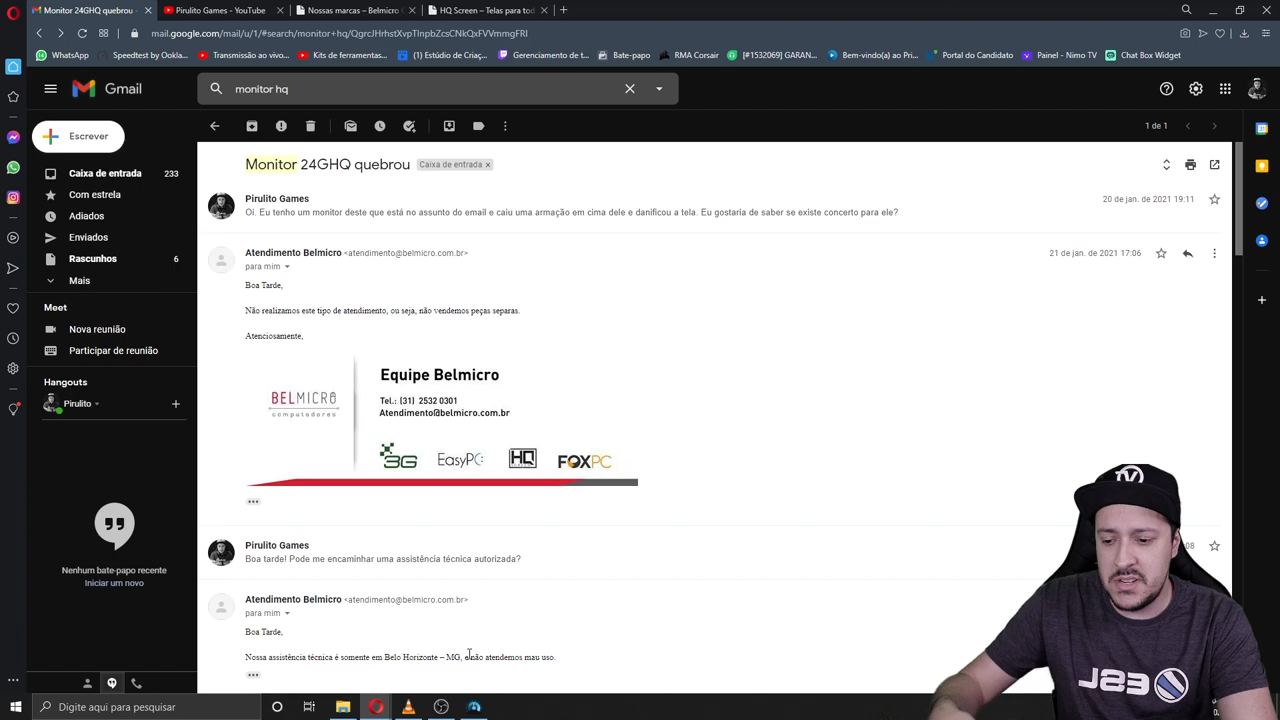 Monitor 24GHQ quebrou -
Pirulito Games - YouTube
Nossas marcas – Belmicro C
HQ Screen – Telas para tod
mail.google.com/mail/u/1/#search/monitor+hq/QgrcJHrhstXvpTInpbZcsCNkQxFVVmmgFRl
WhatsApp
Speedtest by Ookla...
Transmissão ao vivo...
Kits de ferramentas...
(1) Estúdio de Criaç...
Gerenciamento de t...
Bate-papo
RMA Corsair
[#1532069] GARAN...
Bem-vindo(a) ao Pri...
Portal do Candidato
Painel - Nimo TV
Chat Box Widget
Gmail
monitor hq
Escrever
1 de 1
Caixa de entrada 233
Com estrela
Adiados
Enviados
Rascunhos 6
Mais
Meet
Nova reunião
Participar de reunião
Hangouts
Pirulito
Nenhum bate-papo recente
Iniciar um novo
Monitor 24GHQ quebrou
Caixa de entrada x
Pirulito Games
20 de jan. de 2021 19:11
Oi. Eu tenho um monitor deste que está no assunto do email e caiu uma armação em cima dele e danificou a tela. Eu gostaria de saber se existe concerto para ele?
Atendimento Belmicro <atendimento@belmicro.com.br>
21 de jan. de 2021 17:06
para mim
Boa Tarde,
Não realizamos este tipo de atendimento, ou seja, não vendemos peças separas.
Atenciosamente,
BELMICRO
computadores
Equipe Belmicro
Tel.: (31) 2532 0301
Atendimento@belmicro.com.br
3G
EasyPC
HQ
FOXPC
Pirulito Games
Boa tarde! Pode me encaminhar uma assistência técnica autorizada?
Atendimento Belmicro <atendimento@belmicro.com.br>
para mim
Boa Tarde,
Nossa assistência técnica é somente em Belo Horizonte – MG, e não atendemos mau uso.
Digite aqui para pesquisar